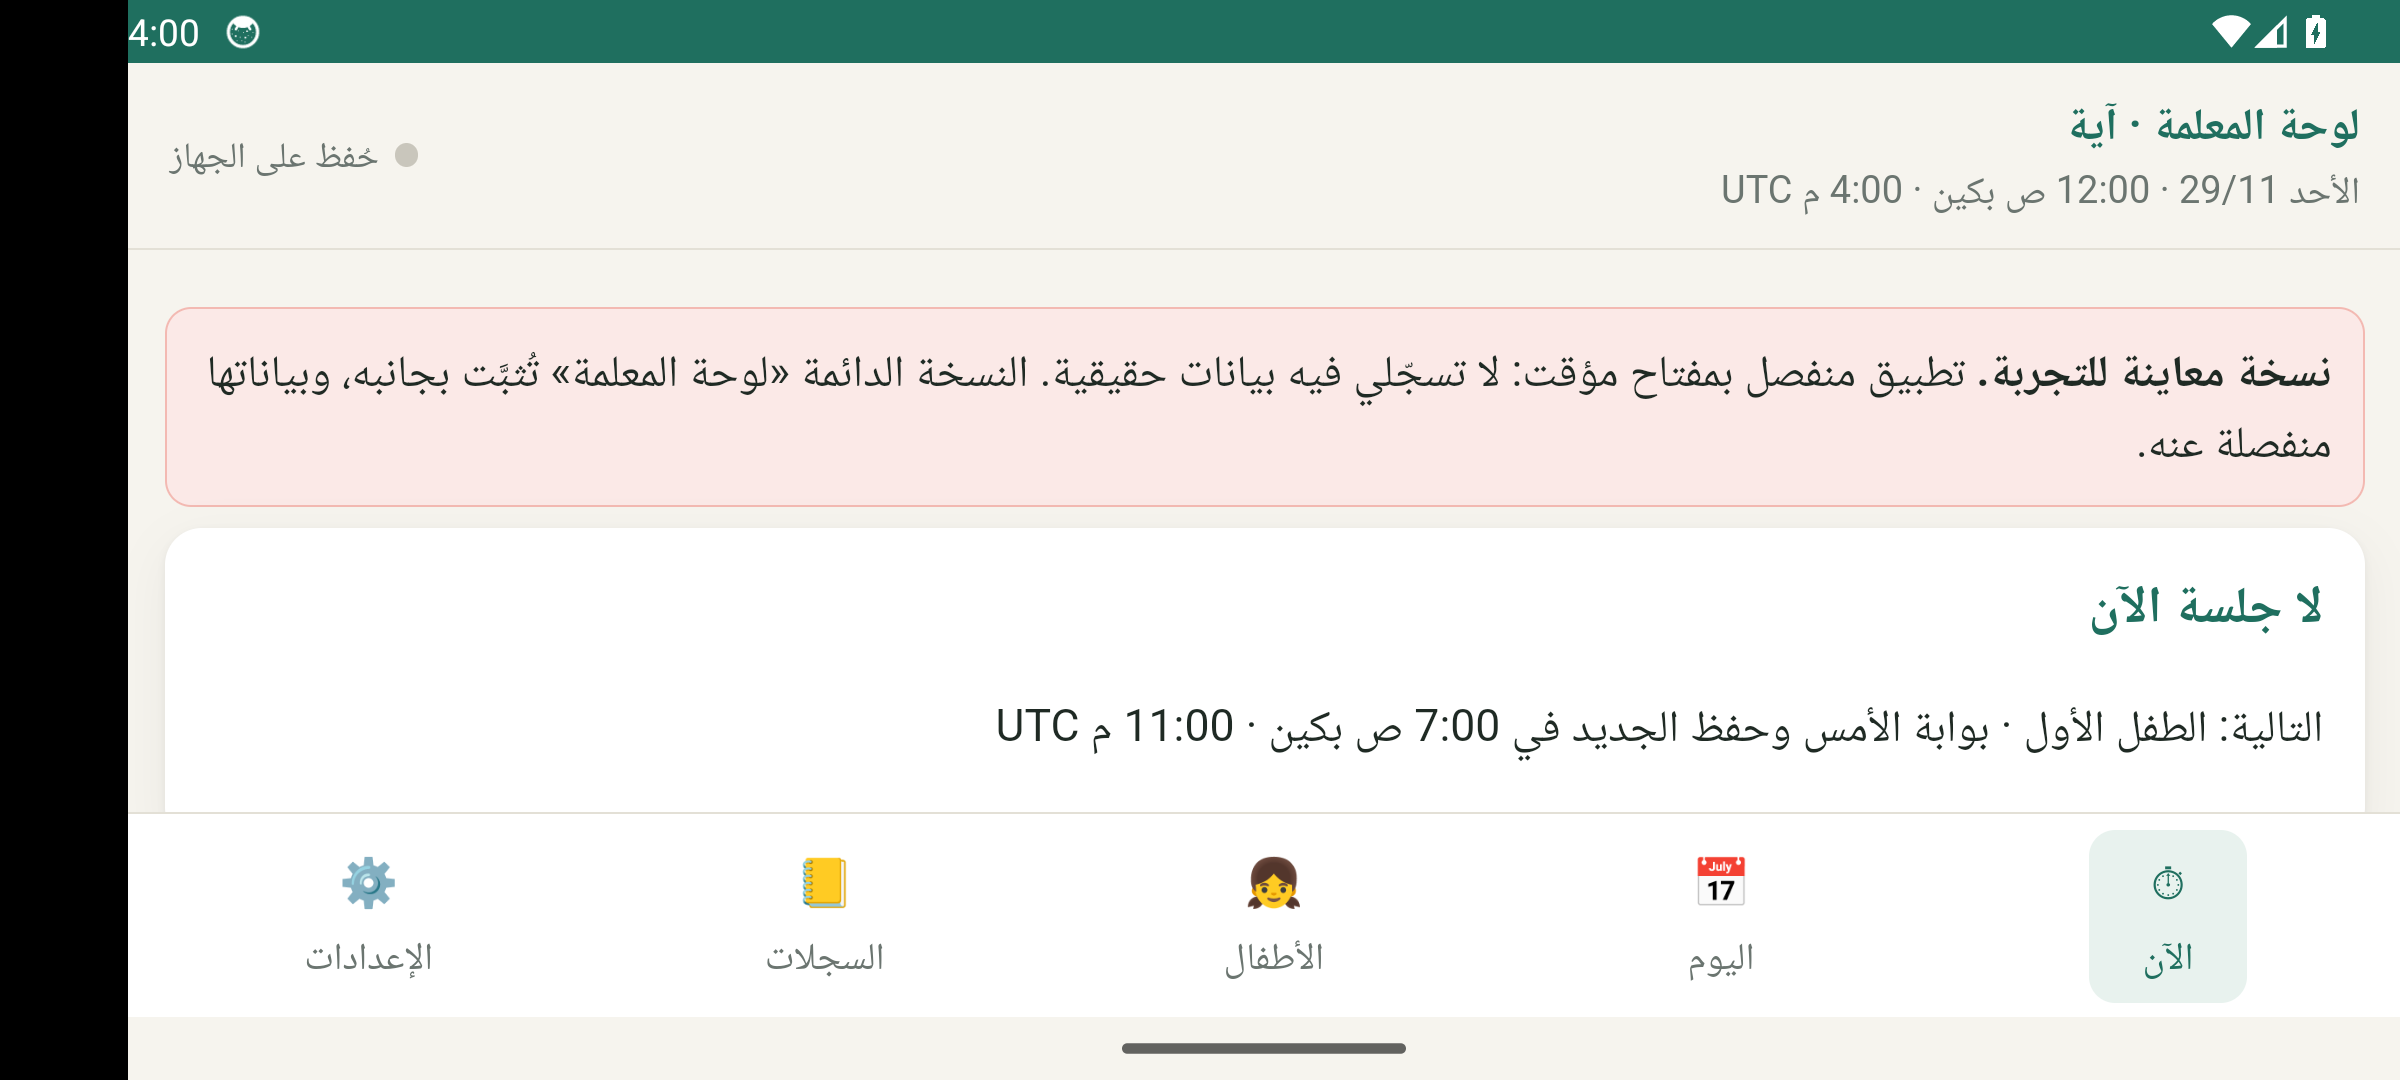 4:00
لوحة المعلمة · آية
الأحد 29/11 · 12:00 ص بكين · 4:00 م UTC
حُفظ على الجهاز
نسخة معاينة للتجربة. تطبيق منفصل بمفتاح مؤقت: لا تسجّلي فيه بيانات حقيقية. النسخة الدائمة «لوحة المعلمة» تُثبَّت بجانبه، وبياناتها
منفصلة عنه.
لا جلسة الآن
التالية: الطفل الأول · بوابة الأمس وحفظ الجديد في 7:00 ص بكين · 11:00 م UTC
July
17
الآن
اليوم
الأطفال
السجلات
الإعدادات